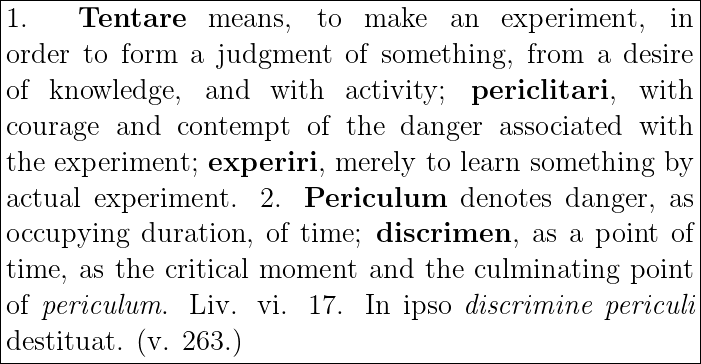 1. Tentare means, to make an experiment, in
order to form a judgment of something, from a desire
of knowledge, and with activity; periclitari, with
courage and contempt of the danger associated with
the experiment; experiri, merely to learn something by
actual experiment. 2. Periculum denotes danger, as
occupying duration, of time; discrimen, as a point of
time, as the critical moment and the culminating point
of periculum. Liv. vi. 17. In ipso discrimine periculi
destituat. (v. 263.)